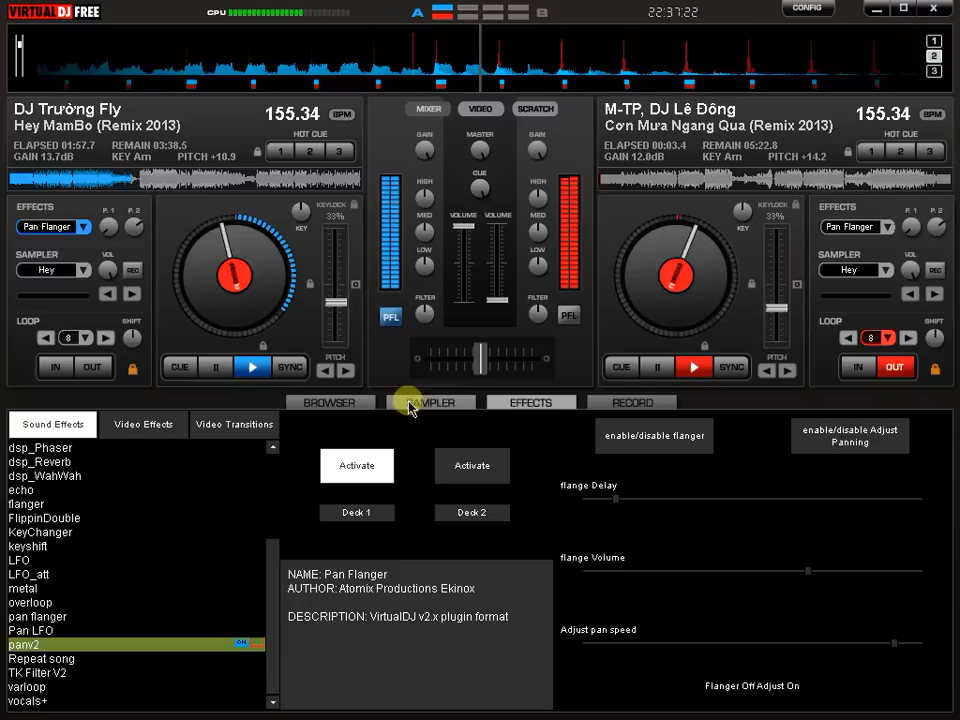 VIRTUAL DJ FREE
CPU
A
B
22:37:22
CONFIG
1
2
3
DJ Trường Fly
Hey MamBo (Remix 2013)
155.34 BPM
HOT CUE
ELAPSED 01:57.7 REMAIN 03:38.5
GAIN 13.7dB KEY Am PITCH +10.9
1 2 3
MIXER VIDEO SCRATCH
GAIN MASTER GAIN
CUE
HIGH HIGH
MED VOLUME VOLUME MED
LOW LOW
FILTER FILTER
PFL PFL
M-TP, DJ Lê Đông
Cơn Mưa Ngang Qua (Remix 2013)
155.34 BPM
HOT CUE
ELAPSED 00:03.4 REMAIN 05:22.8
GAIN 12.0dB KEY Am PITCH +14.2
1 2 3
EFFECTS P. 1 P. 2
Pan Flanger
SAMPLER VOL
Hey REC
LOOP SHIFT
8
IN OUT
KEYLOCK
33%
KEY
CUE SYNC
PITCH
KEYLOCK
33%
KEY
CUE SYNC
PITCH
EFFECTS P. 1 P. 2
Pan Flanger
SAMPLER VOL
Hey REC
LOOP SHIFT
8
IN OUT
BROWSER SAMPLER EFFECTS RECORD
Sound Effects Video Effects Video Transitions
dsp_Phaser
dsp_Reverb
dsp_WahWah
echo
flanger
FlippinDouble
KeyChanger
keyshift
LFO
LFO_att
metal
overloop
pan flanger
Pan LFO
panv2 ON
Repeat song
TK Filter V2
varloop
vocals+
Activate Activate
Deck 1 Deck 2
NAME: Pan Flanger
AUTHOR: Atomix Productions Ekinox
DESCRIPTION: VirtualDJ v2.x plugin format
enable/disable flanger
enable/disable Adjust
Panning
flange Delay
flange Volume
Adjust pan speed
Flanger Off Adjust On